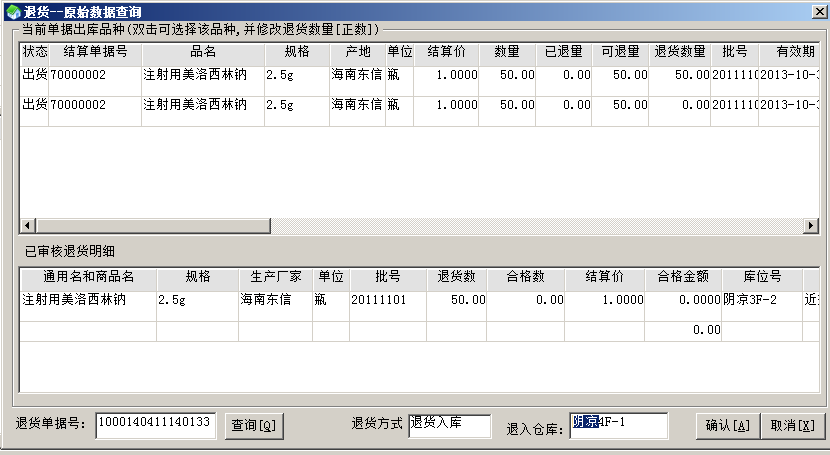 退货--原始数据查询
当前单据出库品种(双击可选择该品种,并修改退货数量[正数])
状态 结算单据号 品名 规格 产地 单位 结算价 数量 已退量 可退量 退货数量 批号 有效期
出货 70000002 注射用美洛西林钠 2.5g 海南东信 瓶 1.0000 50.00 0.00 50.00 50.00 2011110 2013-10-3
出货 70000002 注射用美洛西林钠 2.5g 海南东信 瓶 1.0000 50.00 0.00 50.00 0.00 2011110 2013-10-3
已审核退货明细
通用名和商品名 规格 生产厂家 单位 批号 退货数 合格数 结算价 合格金额 库位号
注射用美洛西林钠 2.5g 海南东信 瓶 20111101 50.00 0.00 1.0000 0.0000 阴凉3F-2 近
0.00
退货单据号: 1000140411140133 查询[Q] 退货方式 退货入库 退入仓库: 阴凉4F-1 确认[A] 取消[X]